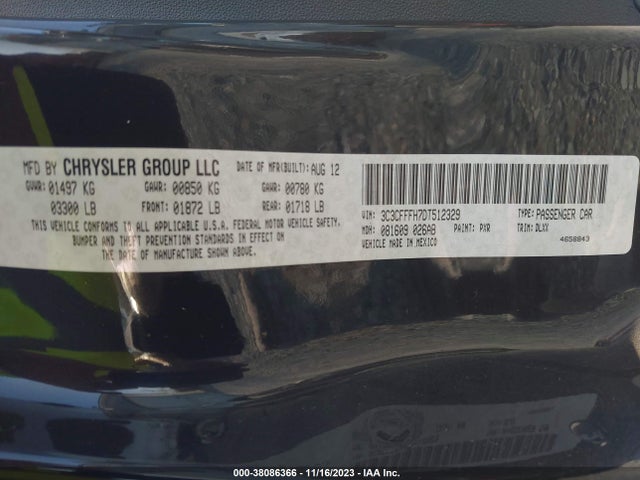 MFD BY CHRYSLER GROUP LLC DATE OF MFR(BUILT): AUG 12
GVWR: 01497 KG GAWR: 00850 KG GAWR: 00780 KG
03300 LB FRONT: 01872 LB REAR: 01718 LB
THIS VEHICLE CONFORMS TO ALL APPLICABLE U.S.A. FEDERAL MOTOR VEHICLE SAFETY,
BUMPER AND THEFT PREVENTION STANDARDS IN EFFECT ON
THE DATE OF MANUFACTURE SHOWN ABOVE.
VIN: 3C3CFFFH7DT512329 TYPE: PASSENGER CAR
MDH: 081609 026AB PAINT: PXR TRIM: DLXX
VEHICLE MADE IN MEXICO 4658843
000-38086366 - 11/16/2023 - IAA Inc.